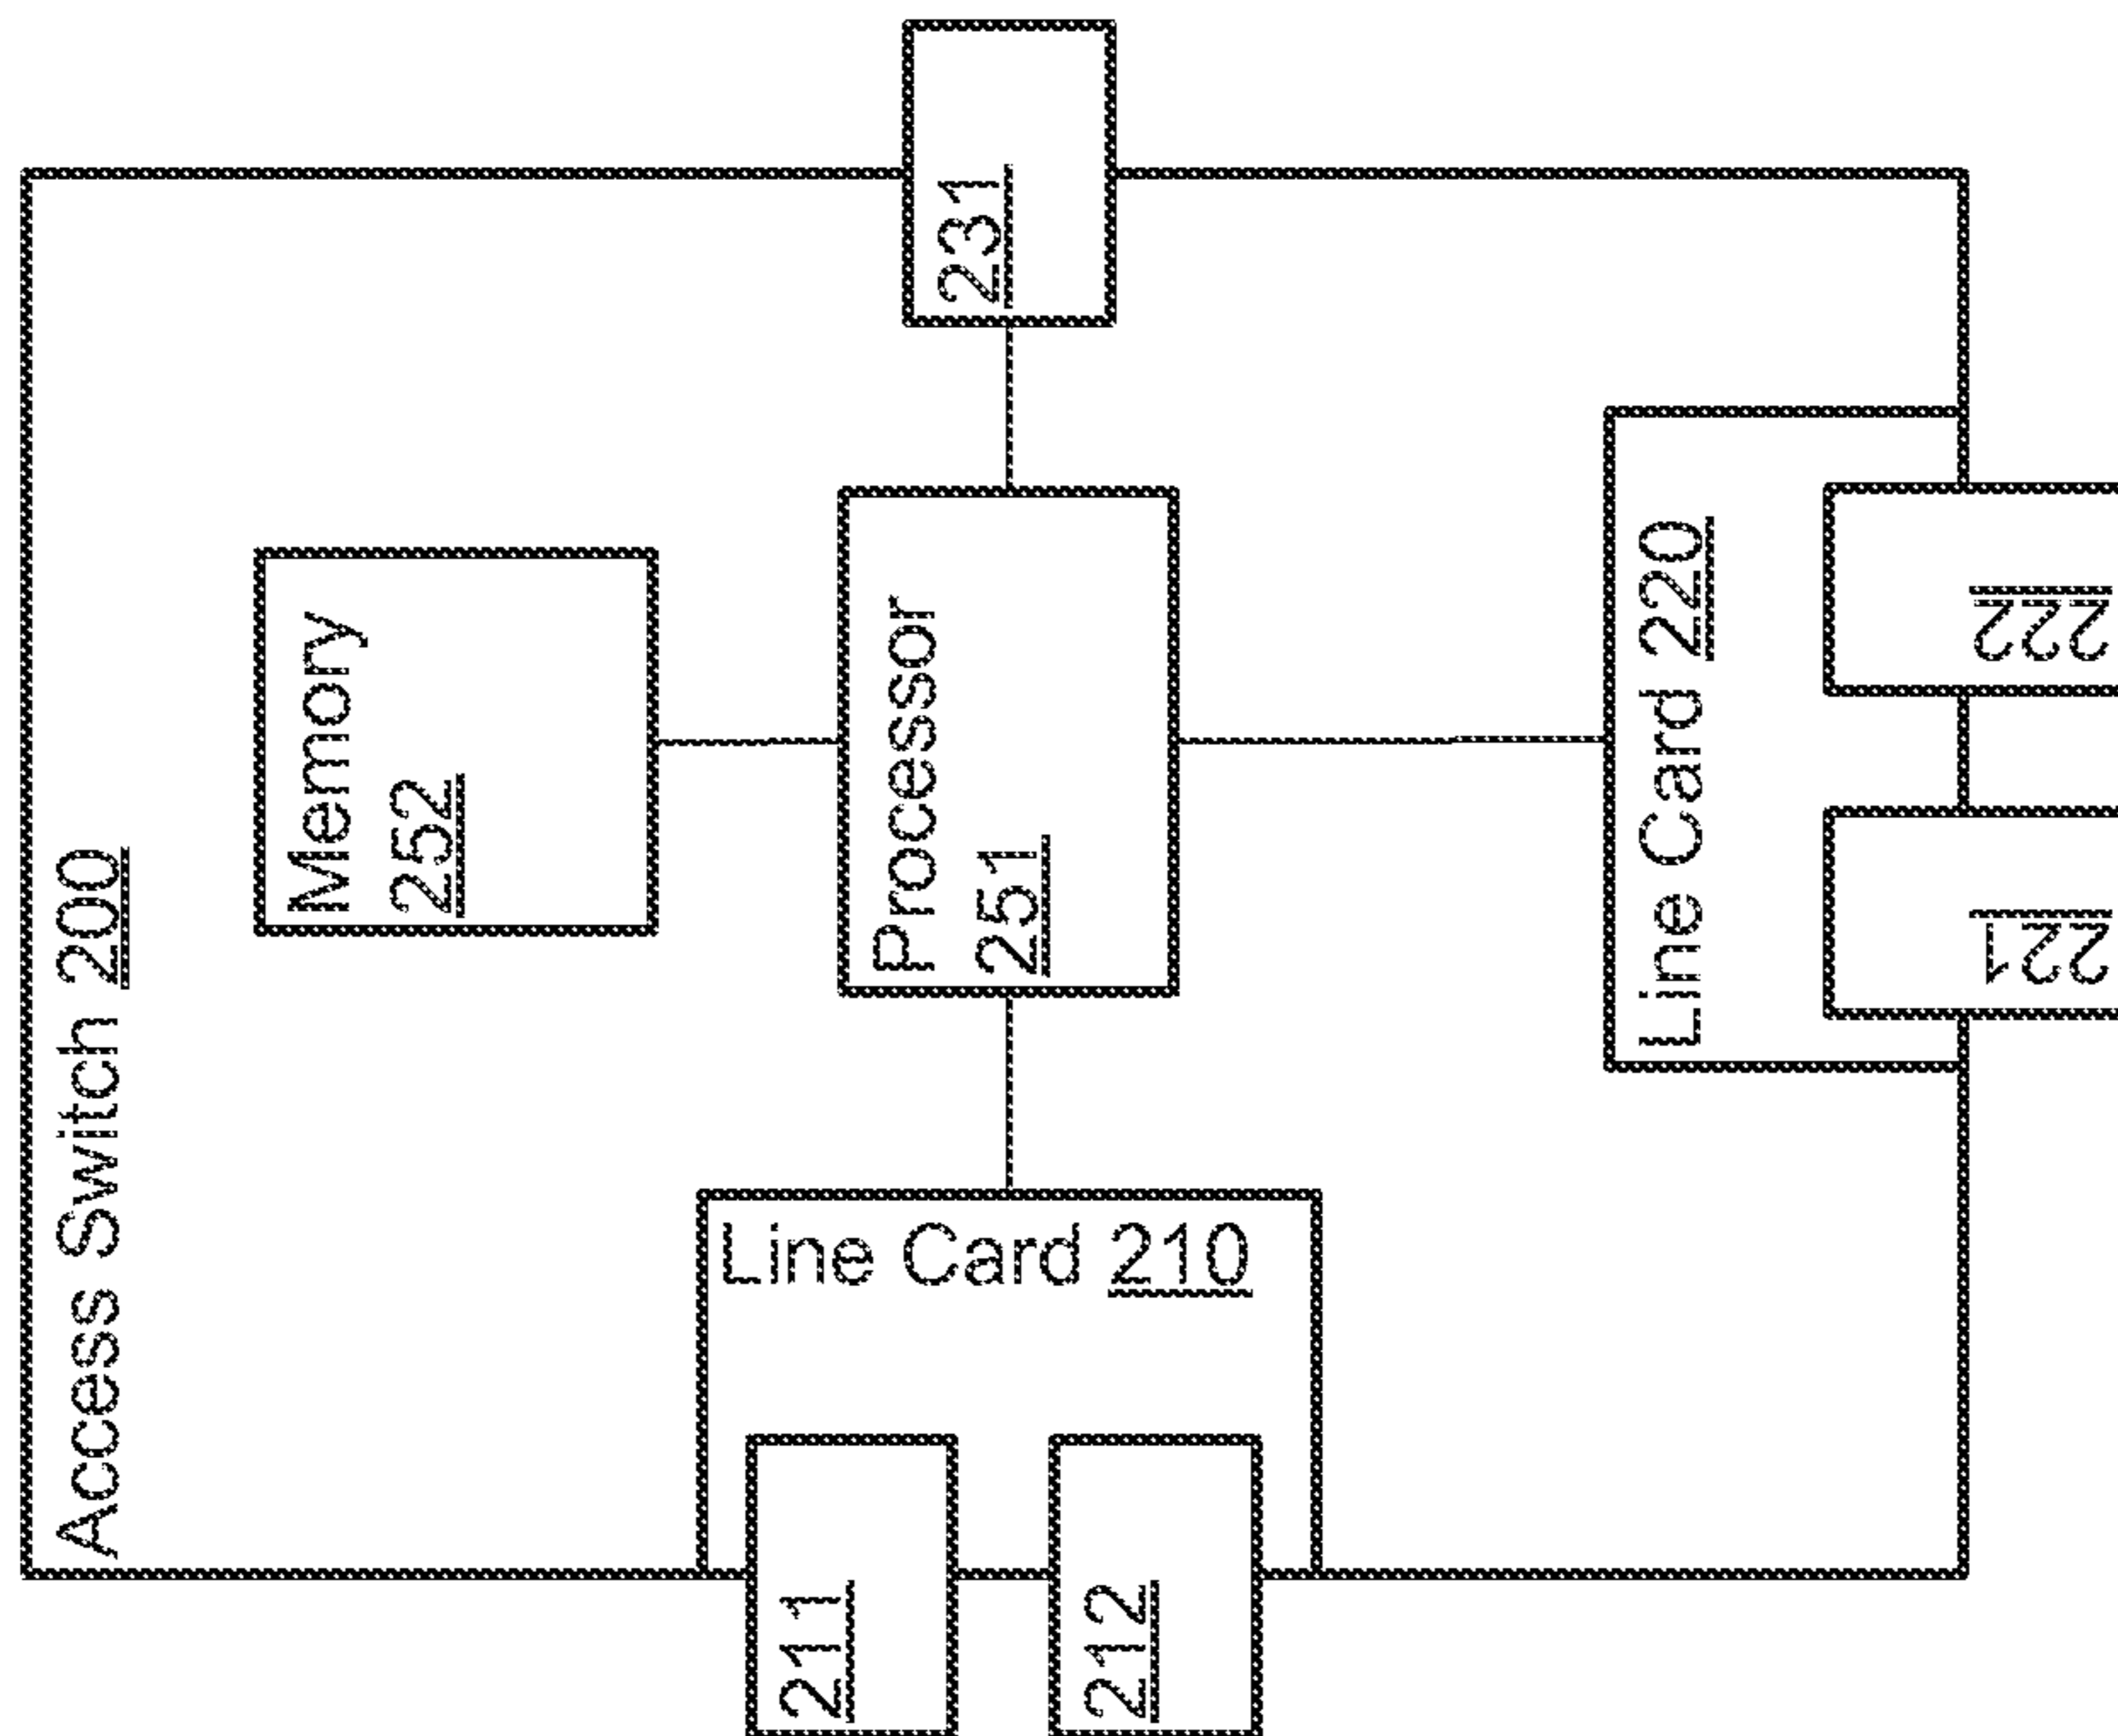 Access Switch 200
Memory
252
Processor
251
231
Line Card 210
211
212
Line Card 220
221
222